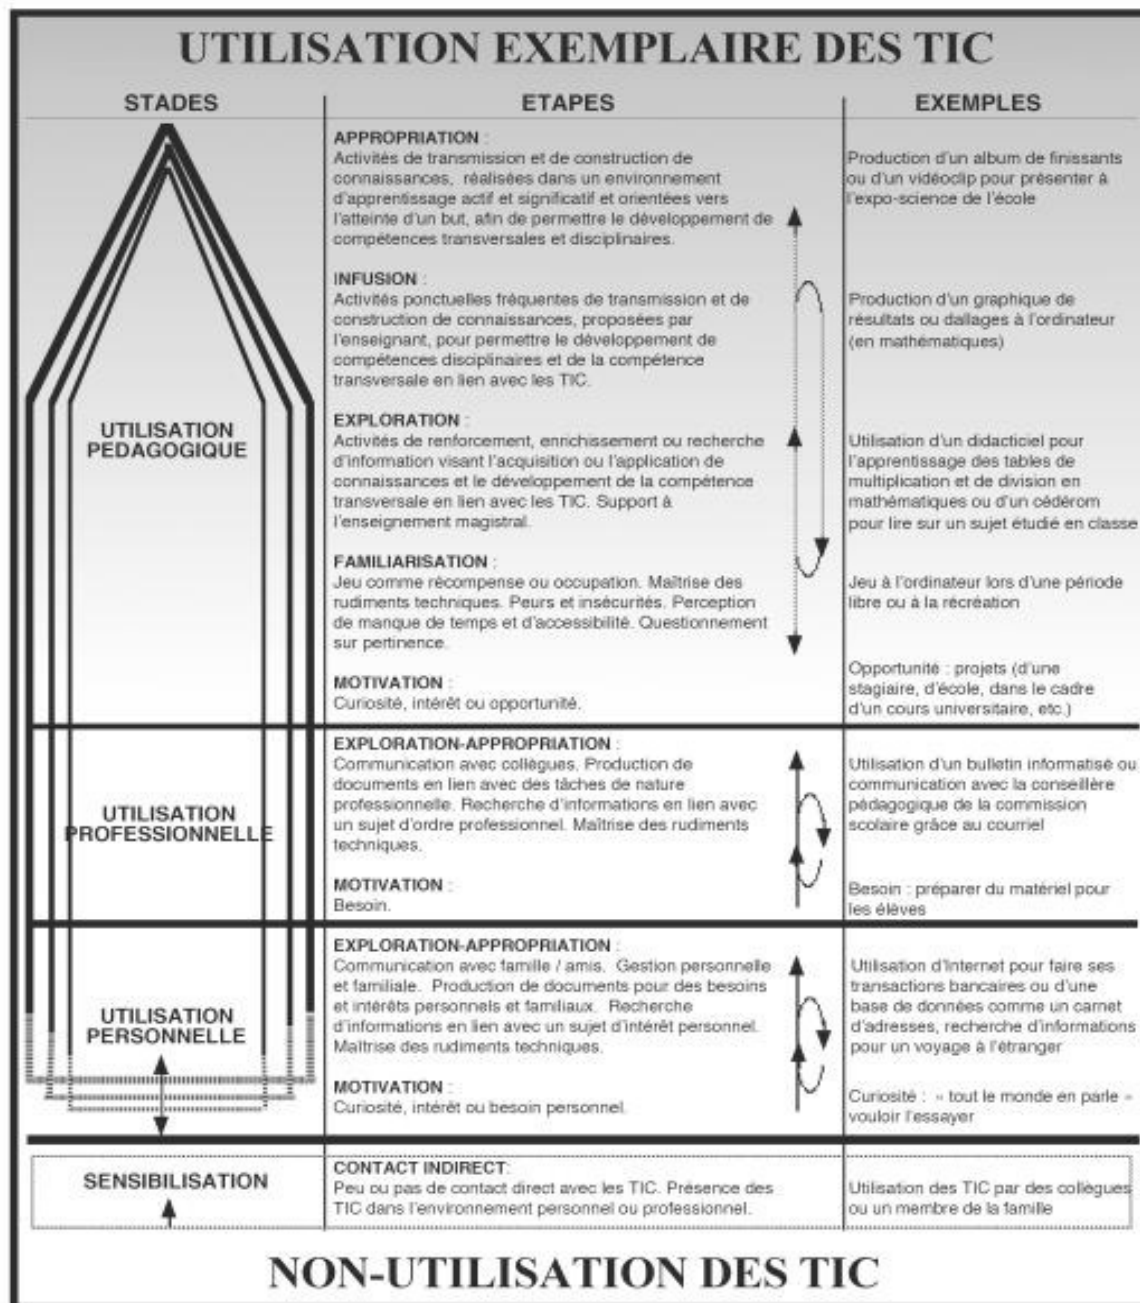 UTILISATION EXEMPLAIRE DES TIC
STADES
ETAPES
EXEMPLES
APPROPRIATION :
Activités de transmission et de construction de
connaissances, réalisées dans un environnement
d'apprentissage actif et significatif et orientées vers
l'atteinte d'un but, afin de permettre le développement de
compétences transversales et disciplinaires.
Production d'un album de finissants
ou d'un vidéoclip pour présenter à
l'expo-science de l'école
INFUSION :
Activités ponctuelles fréquentes de transmission et de
construction de connaissances, proposées par
l'enseignant, pour permettre le développement de
compétences disciplinaires et de la compétence
transversale en lien avec les TIC.
Production d'un graphique de
résultats ou dallages à l'ordinateur
(en mathématiques)
UTILISATION
PÉDAGOGIQUE
EXPLORATION :
Activités de renforcement, enrichissement ou recherche
d'information visant l'acquisition ou l'application de
connaissances et le développement de la compétence
transversale en lien avec les TIC. Support à
l'enseignement magistral.
Utilisation d'un didacticiel pour
l'apprentissage des tables de
multiplication et de division en
mathématiques ou d'un cédérom
pour lire sur un sujet étudié en classe
FAMILIARISATION :
Jeu comme récompense ou occupation. Maîtrise des
rudiments techniques. Peurs et insécurités. Perception
de manque de temps et d'accessibilité. Questionnement
sur pertinence.
Jeu à l'ordinateur lors d'une période
libre ou à la récréation
MOTIVATION :
Curiosité, intérêt ou opportunité.
Opportunité : projets (d'une
stagiaire, d'école, dans le cadre
d'un cours universitaire, etc.)
UTILISATION
PROFESSIONNELLE
EXPLORATION-APPROPRIATION :
Communication avec collègues. Production de
documents en lien avec des tâches de nature
professionnelle. Recherche d'informations en lien avec
un sujet d'ordre professionnel. Maîtrise des rudiments
techniques.
Utilisation d'un bulletin informatisé ou
communication avec la conseillère
pédagogique de la commission
scolaire grâce au courriel
MOTIVATION :
Besoin.
Besoin : préparer du matériel pour
les élèves
UTILISATION
PERSONNELLE
EXPLORATION-APPROPRIATION :
Communication avec famille / amis. Gestion personnelle
et familiale. Production de documents pour des besoins
et intérêts personnels et familiaux. Recherche
d'informations en lien avec un sujet d'intérêt personnel.
Maîtrise des rudiments techniques.
Utilisation d'Internet pour faire ses
transactions bancaires ou d'une
base de données comme un carnet
d'adresses, recherche d'informations
pour un voyage à l'étranger
MOTIVATION :
Curiosité, intérêt ou besoin personnel.
Curiosité : « tout le monde en parle »
vouloir l'essayer
SENSIBILISATION
CONTACT INDIRECT:
Peu ou pas de contact direct avec les TIC. Présence des
TIC dans l'environnement personnel ou professionnel.
Utilisation des TIC par des collègues
ou un membre de la famille
NON-UTILISATION DES TIC